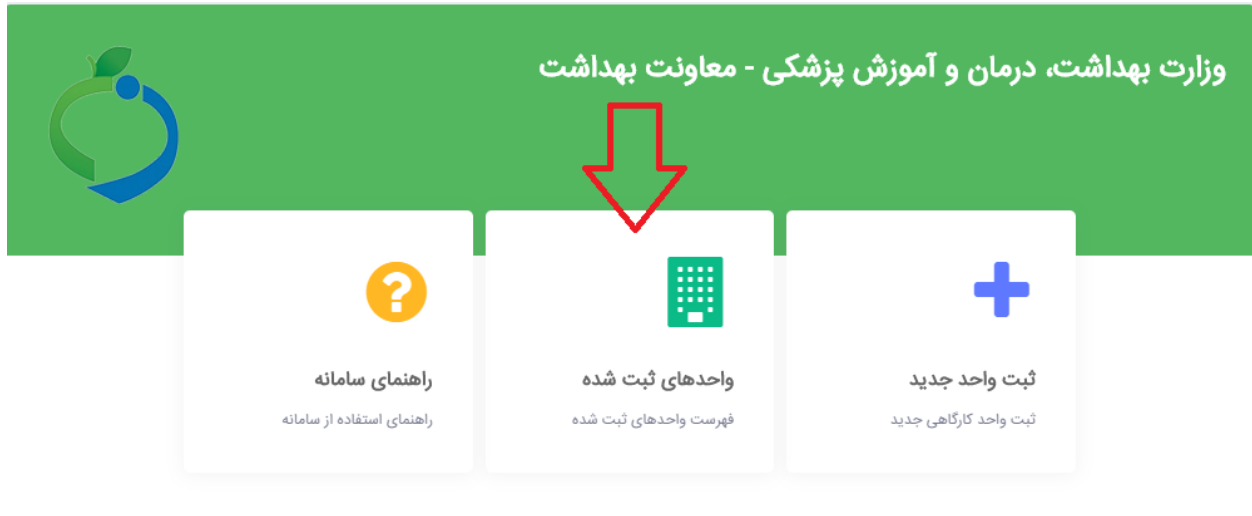 وزارت بهداشت، درمان و آموزش پزشکی - معاونت بهداشت
ثبت واحد جدید
ثبت واحد کارگاهی جدید
واحدهای ثبت شده
فهرست واحدهای ثبت شده
راهنمای سامانه
راهنمای استفاده از سامانه